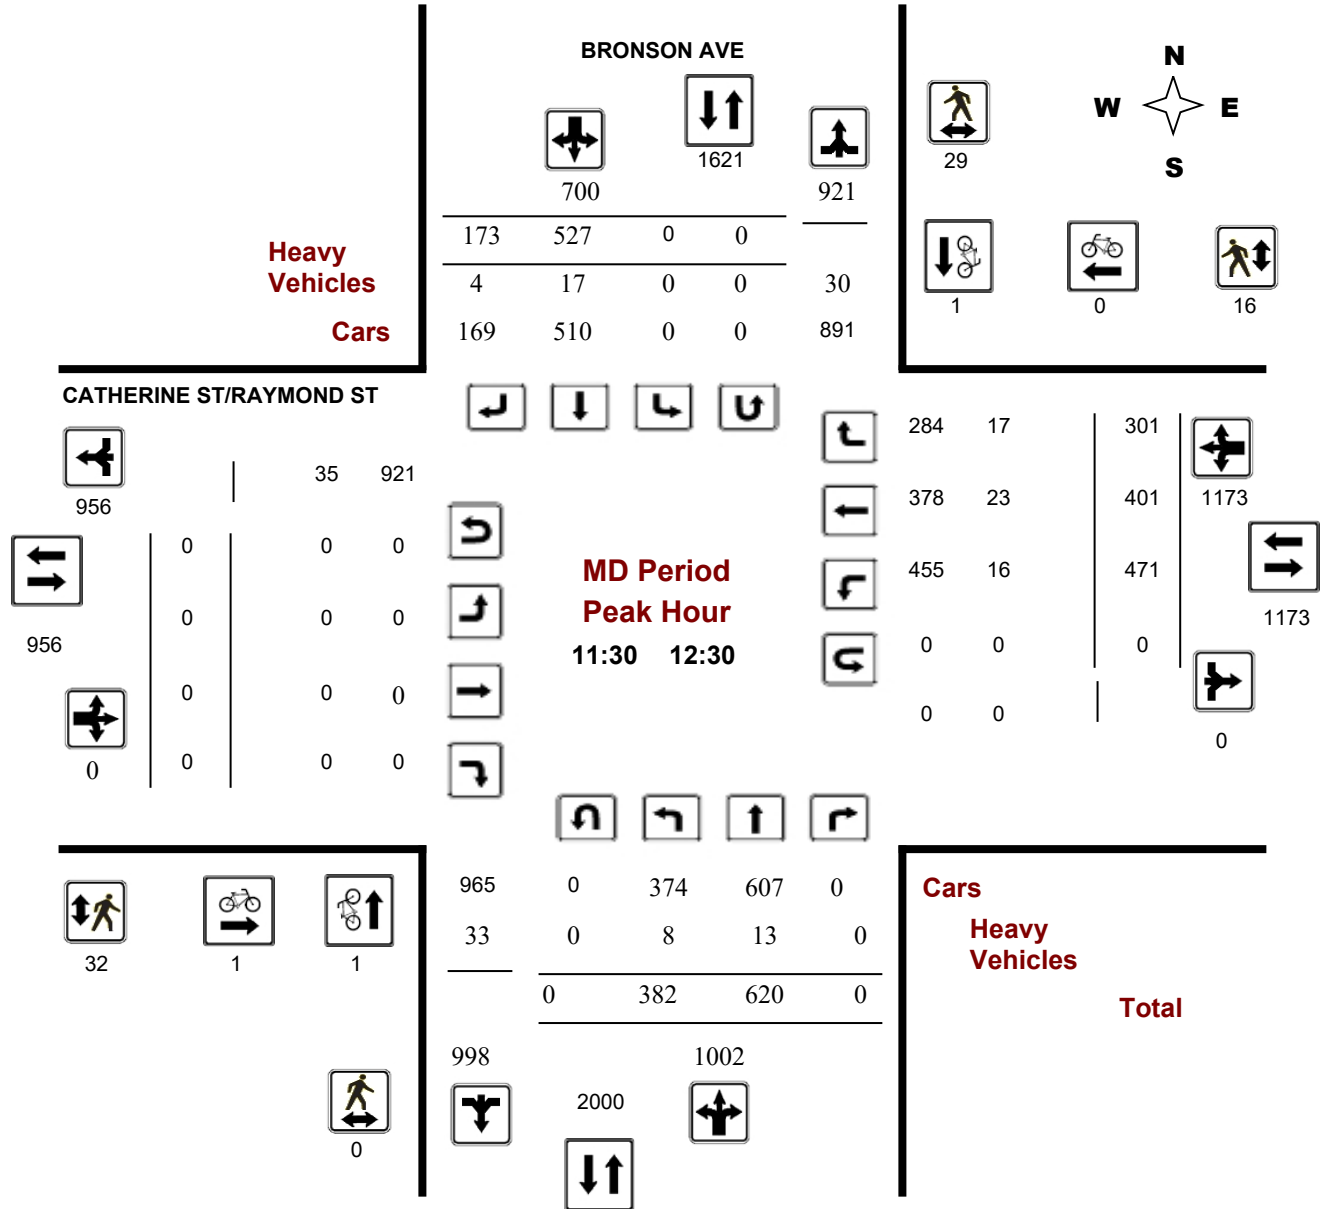 BRONSON AVE
N
W E
S
1621
29
700 921
173 527 0 0
Heavy
Vehicles
4 17 0 0 30
1 0 16
Cars
169 510 0 0 891
CATHERINE ST/RAYMOND ST
284 17 301
35 921
956
378 23 401 1173
0 0 0
MD Period
455 16 471
Peak Hour
0 0 0
1173
956
11:30 12:30
0 0 0
0 0 0
0 0
0
0
0 0 0
965 0 374 607 0
Cars
33 0 8 13 0
Heavy
Vehicles
32 1 1
0 382 620 0
Total
998 1002
2000
0